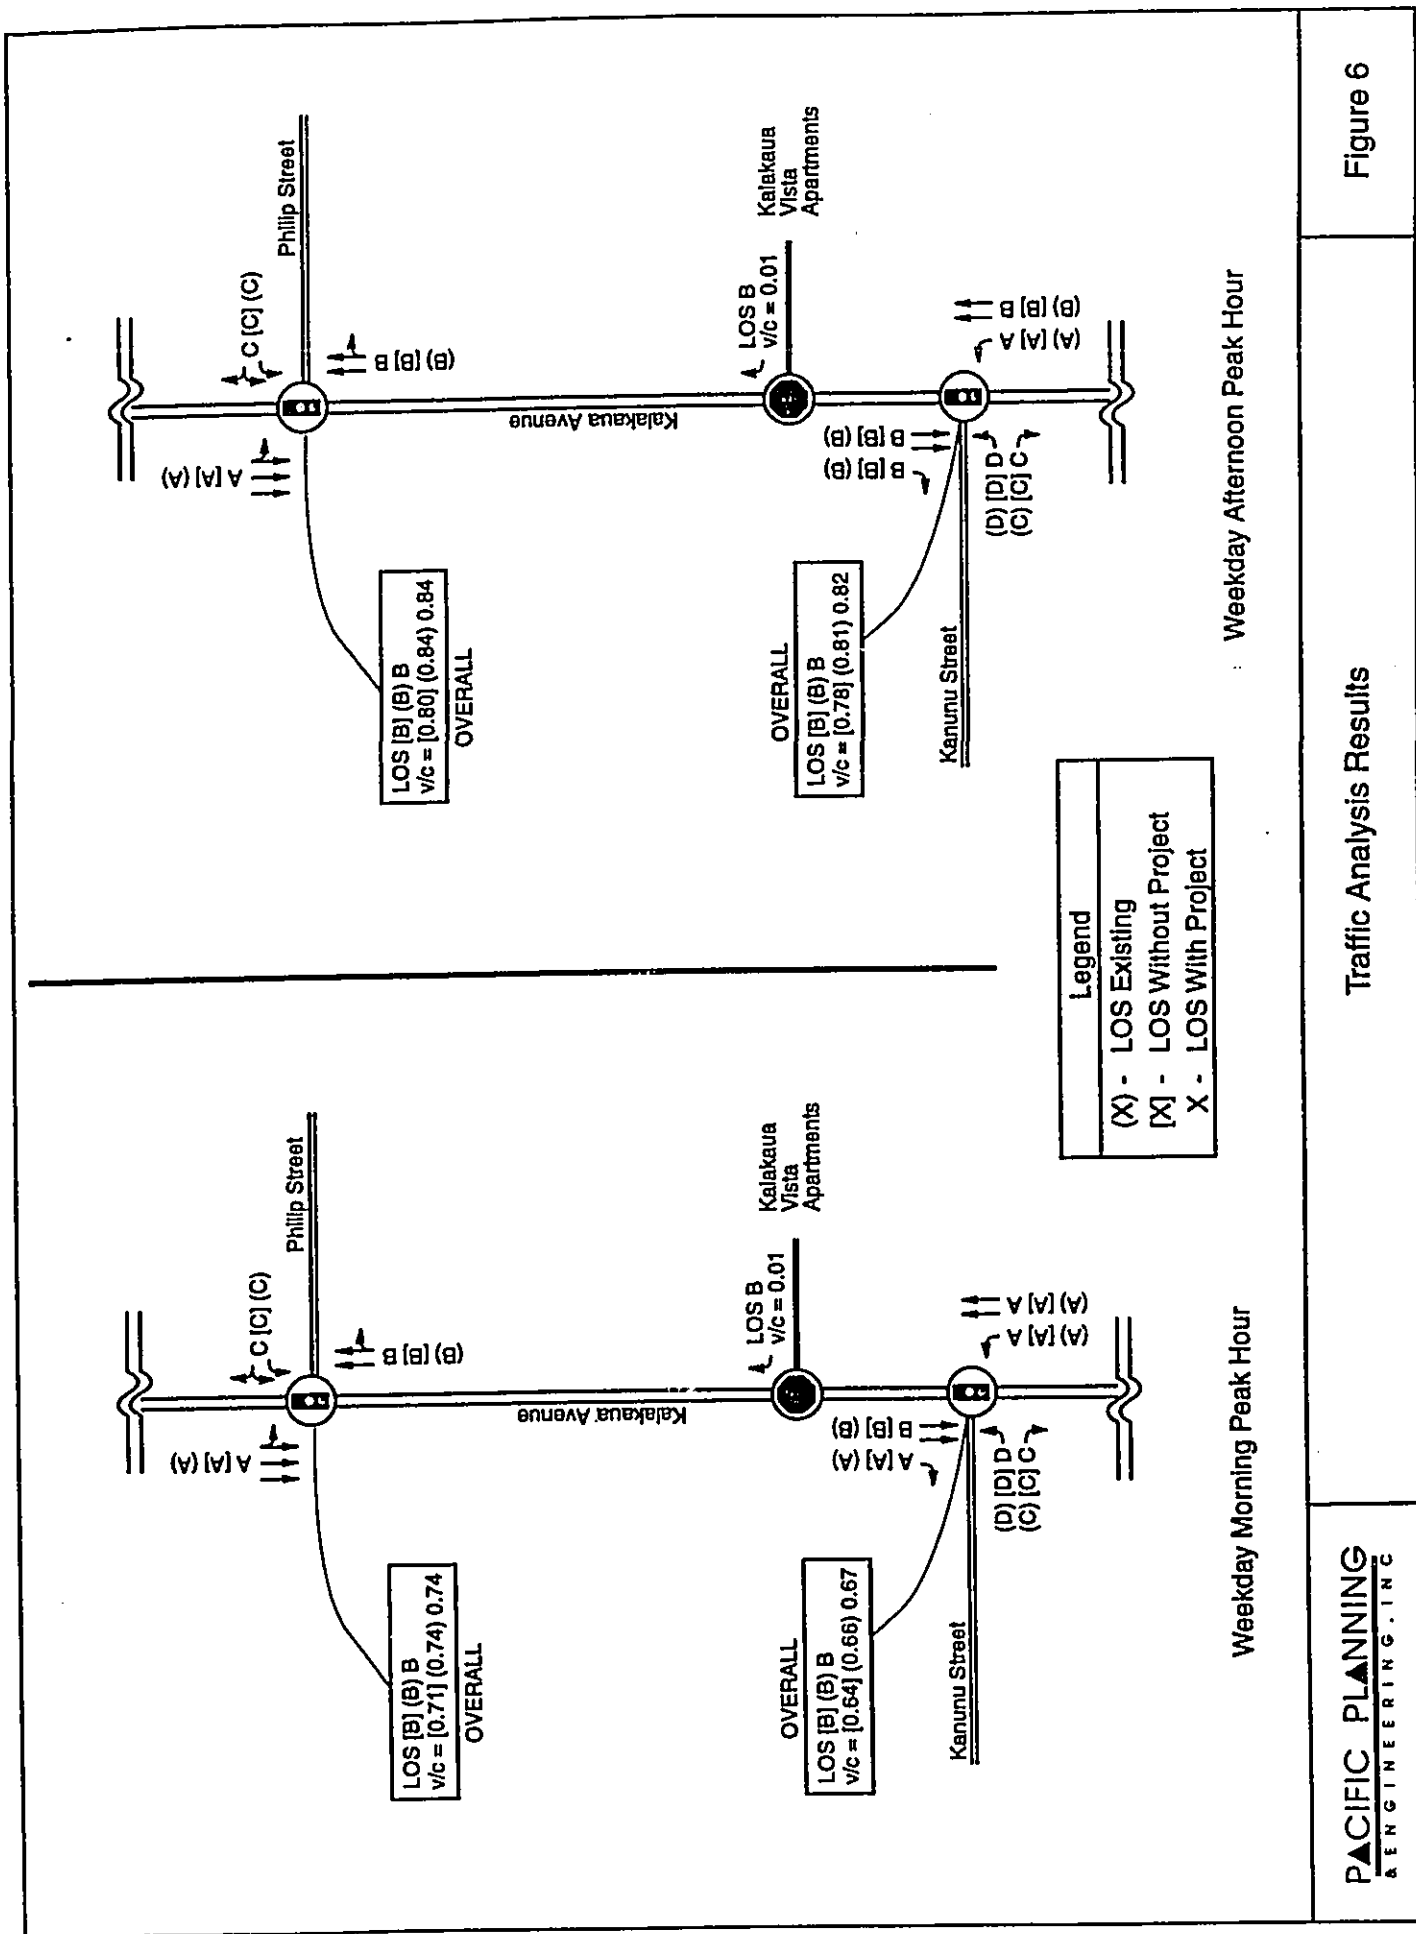 Philip Street
C [C] (C)
A [A] (A)
B [B] (B)
Kalakaua Avenue
LOS [B] (B) B
v/c = [0.71] (0.74) 0.74
OVERALL
LOS B
v/c = 0.01
Kalakaua
Vista
Apartments
A [A] (A)
B [B] (B)
OVERALL
LOS [B] (B) B
v/c = [0.64] (0.66) 0.67
Kanunu Street
(D) [D] D
(C) [C] C
A [A] (A)
A [A] (A)
Weekday Morning Peak Hour
Philip Street
C [C] (C)
A [A] (A)
B [B] (B)
Kalakaua Avenue
LOS [B] (B) B
v/c = [0.80] (0.84) 0.84
OVERALL
LOS B
v/c = 0.01
Kalakaua
Vista
Apartments
B [B] (B)
B [B] (B)
OVERALL
LOS [B] (B) B
v/c = [0.78] (0.81) 0.82
Kanunu Street
(D) [D] D
(C) [C] C
A [A] (A)
B [B] (B)
Weekday Afternoon Peak Hour
Legend
(X) - LOS Existing
[X] - LOS Without Project
X - LOS With Project
PACIFIC PLANNING
& ENGINEERING, INC
Traffic Analysis Results
Figure 6